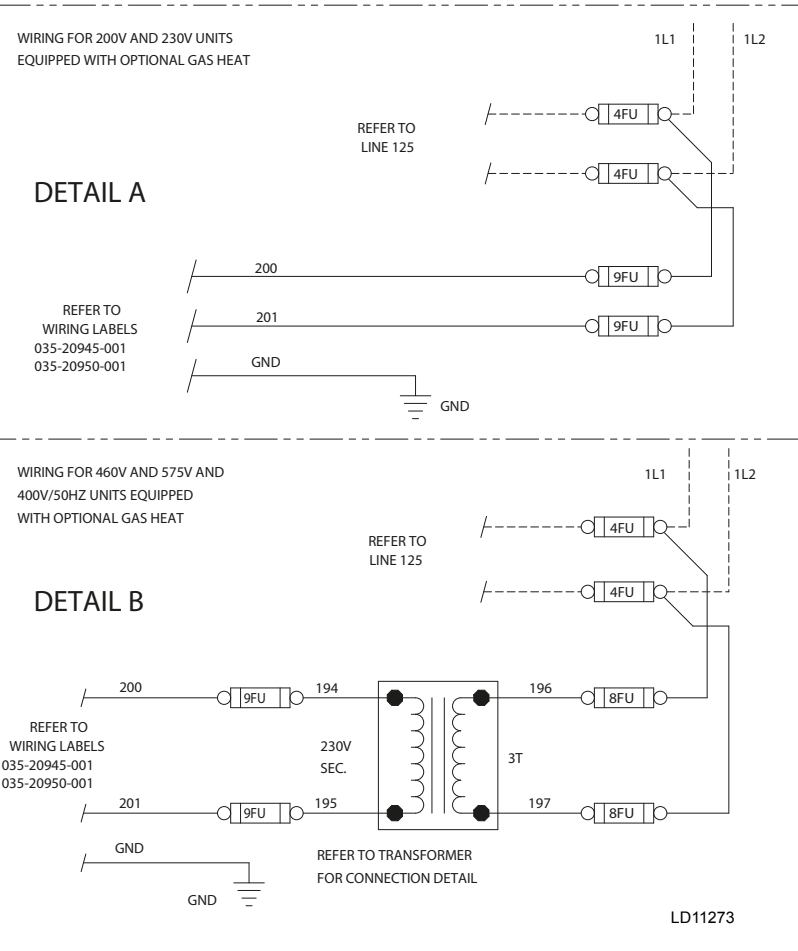 WIRING FOR 200V AND 230V UNITS
EQUIPPED WITH OPTIONAL GAS HEAT
1L1
1L2
REFER TO
LINE 125
4FU
4FU
DETAIL A
200
9FU
REFER TO
WIRING LABELS
035-20945-001
035-20950-001
201
9FU
GND
GND
WIRING FOR 460V AND 575V AND
400V/50HZ UNITS EQUIPPED
WITH OPTIONAL GAS HEAT
1L1
1L2
REFER TO
LINE 125
4FU
4FU
DETAIL B
200
9FU
194
196
8FU
REFER TO
WIRING LABELS
035-20945-001
035-20950-001
230V
SEC.
3T
201
9FU
195
197
8FU
GND
GND
REFER TO TRANSFORMER
FOR CONNECTION DETAIL
LD11273